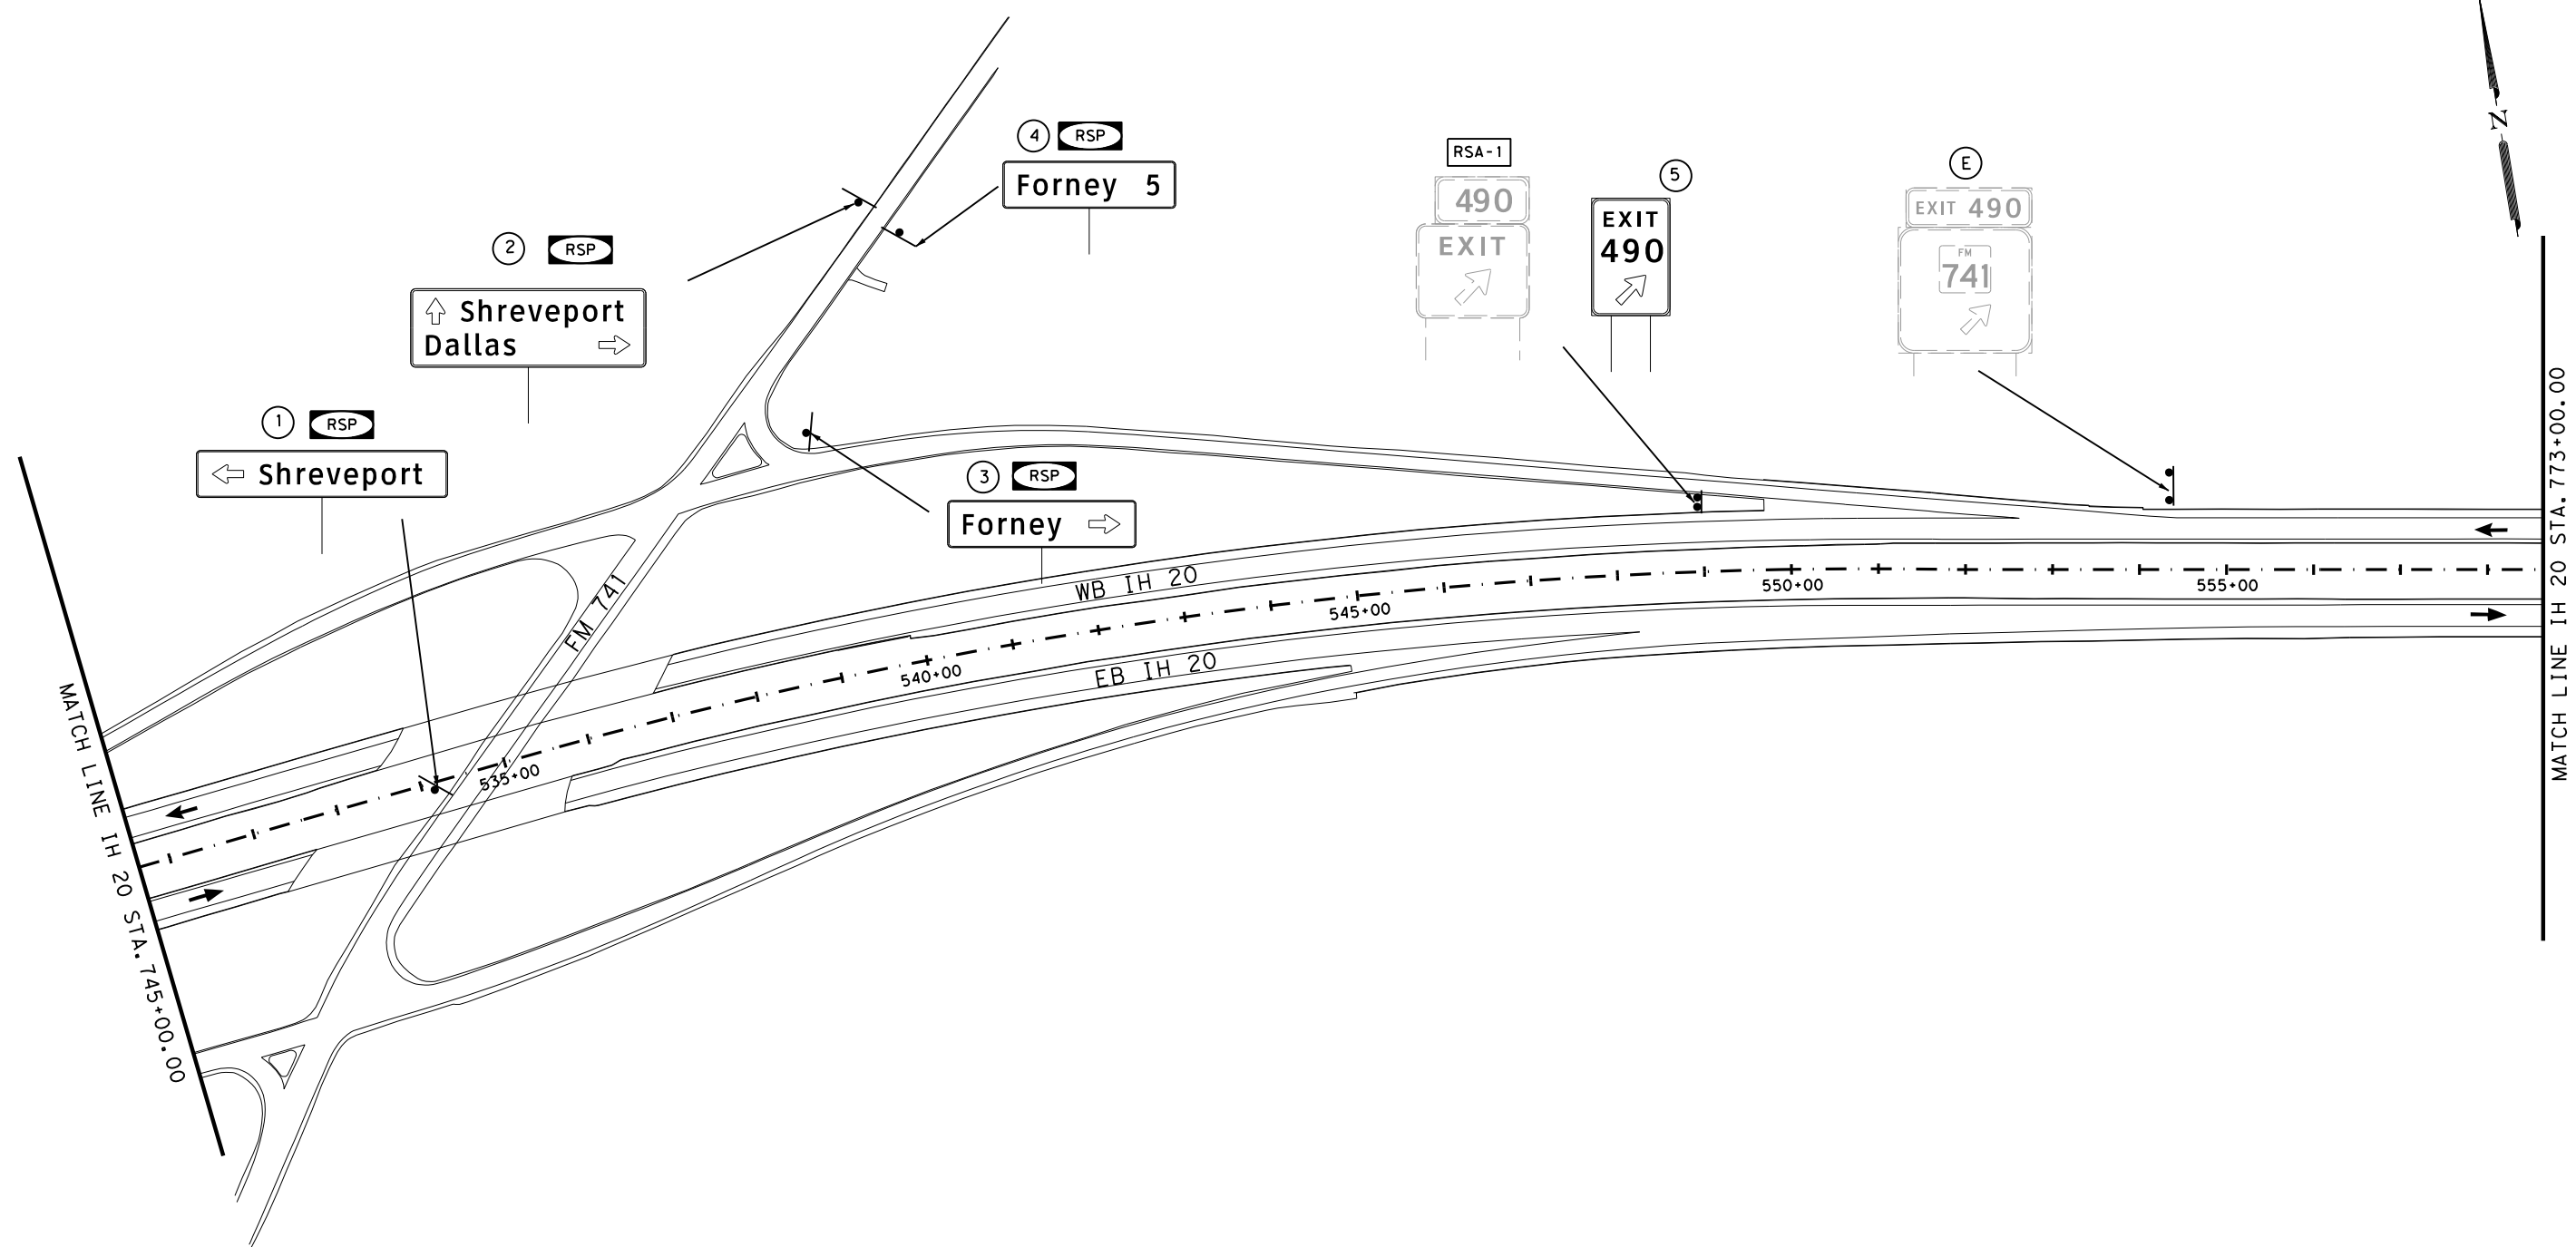 N
4 RSP
Forney 5
2 RSP
Shreveport
Dallas
1 RSP
Shreveport
3 RSP
Forney
RSA-1
490
EXIT
5
EXIT
490
E
EXIT 490
FM
741
FM 741
WB IH 20
EB IH 20
535+00
540+00
545+00
550+00
555+00
MATCH LINE IH 20 STA.745+00.00
MATCH LINE IH 20 STA.773+00.00